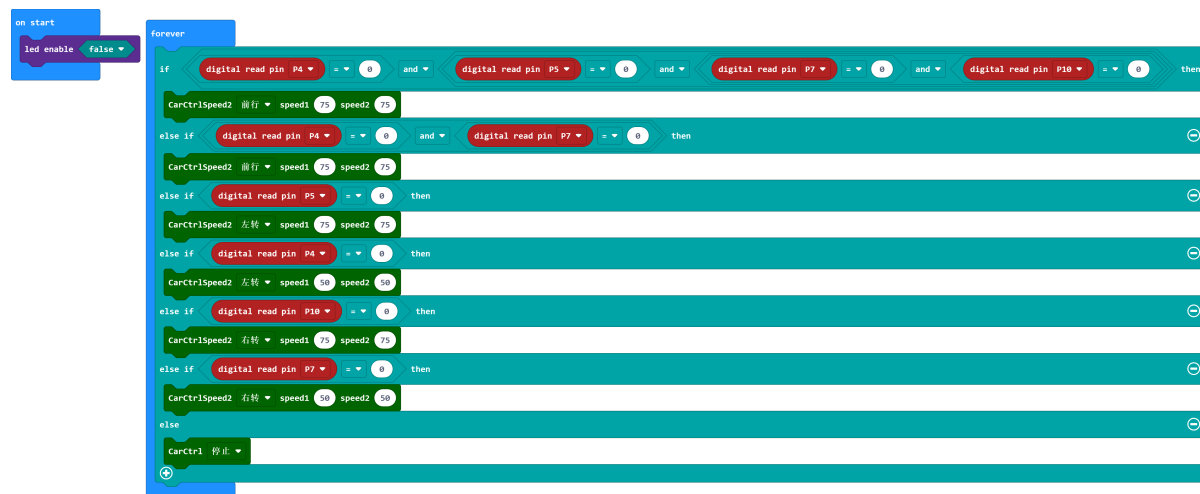 on start
led enable false
forever
if digital read pin P4 = 0 and digital read pin P5 = 0 and digital read pin P7 = 0 and digital read pin P10 = 0 then
CarCtrlSpeed2 前行 speed1 75 speed2 75
else if digital read pin P4 = 0 and digital read pin P7 = 0 then
CarCtrlSpeed2 前行 speed1 75 speed2 75
else if digital read pin P5 = 0 then
CarCtrlSpeed2 左转 speed1 75 speed2 75
else if digital read pin P4 = 0 then
CarCtrlSpeed2 左转 speed1 50 speed2 50
else if digital read pin P10 = 0 then
CarCtrlSpeed2 右转 speed1 75 speed2 75
else if digital read pin P7 = 0 then
CarCtrlSpeed2 右转 speed1 50 speed2 50
else
CarCtrl 停止